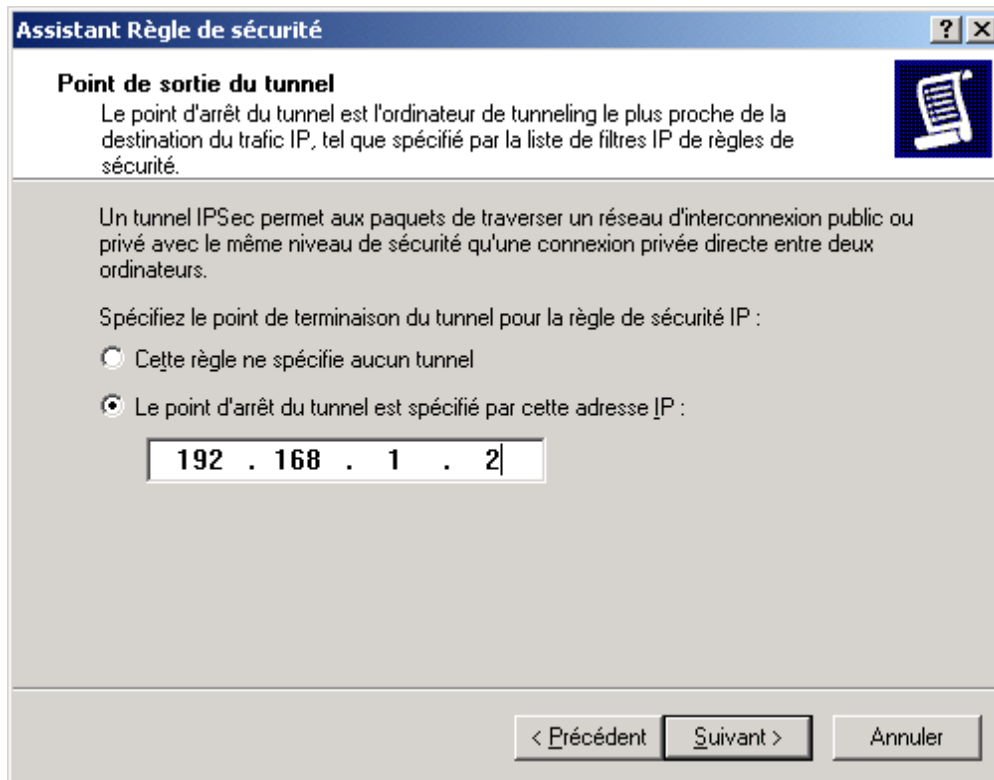 Assistant Règle de sécurité
Point de sortie du tunnel
Le point d'arrêt du tunnel est l'ordinateur de tunneling le plus proche de la
destination du trafic IP, tel que spécifié par la liste de filtres IP de règles de
sécurité.
Un tunnel IPSec permet aux paquets de traverser un réseau d'interconnexion public ou
privé avec le même niveau de sécurité qu'une connexion privée directe entre deux
ordinateurs.
Spécifiez le point de terminaison du tunnel pour la règle de sécurité IP :
Cette règle ne spécifie aucun tunnel
Le point d'arrêt du tunnel est spécifié par cette adresse IP :
192 . 168 . 1 . 2
< Précédent Suivant > Annuler